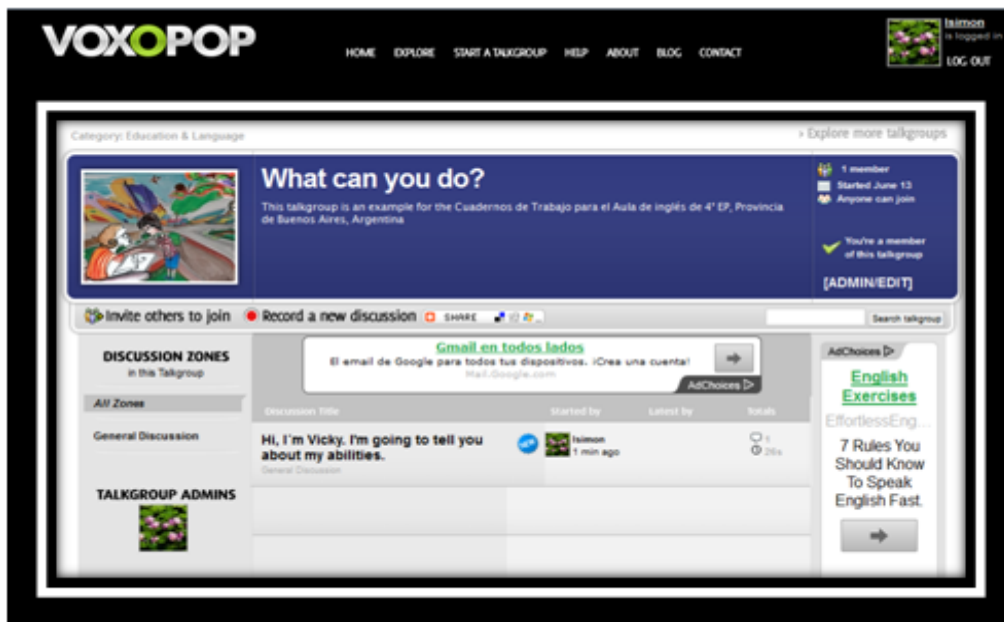 VOXOPOP
HOME EXPLORE START A TALKGROUP HELP ABOUT BLOG CONTACT
lsimon
is logged in
LOG OUT
Category: Education & Language
› Explore more talkgroups
What can you do?
This talkgroup is an example for the Cuadernos de Trabajo para el Aula de inglés de 4° EP, Provincia
de Buenos Aires, Argentina
1 member
Started June 13
Anyone can join
You're a member
of this talkgroup
[ADMIN/EDIT]
Invite others to join
Record a new discussion
SHARE
Search talkgroup
DISCUSSION ZONES
in this Talkgroup
All Zones
General Discussion
TALKGROUP ADMINS
Gmail en todos lados
El email de Google para todos tus dispositivos. ¡Crea una cuenta!
Mail.Google.com
AdChoices
Discussion Title Started by Latest by Totals
Hi, I´m Vicky. I'm going to tell you
about my abilities.
General Discussion
lsimon
1 min ago
1
26s
AdChoices
English
Exercises
EffortlessEng...
7 Rules You
Should Know
To Speak
English Fast.